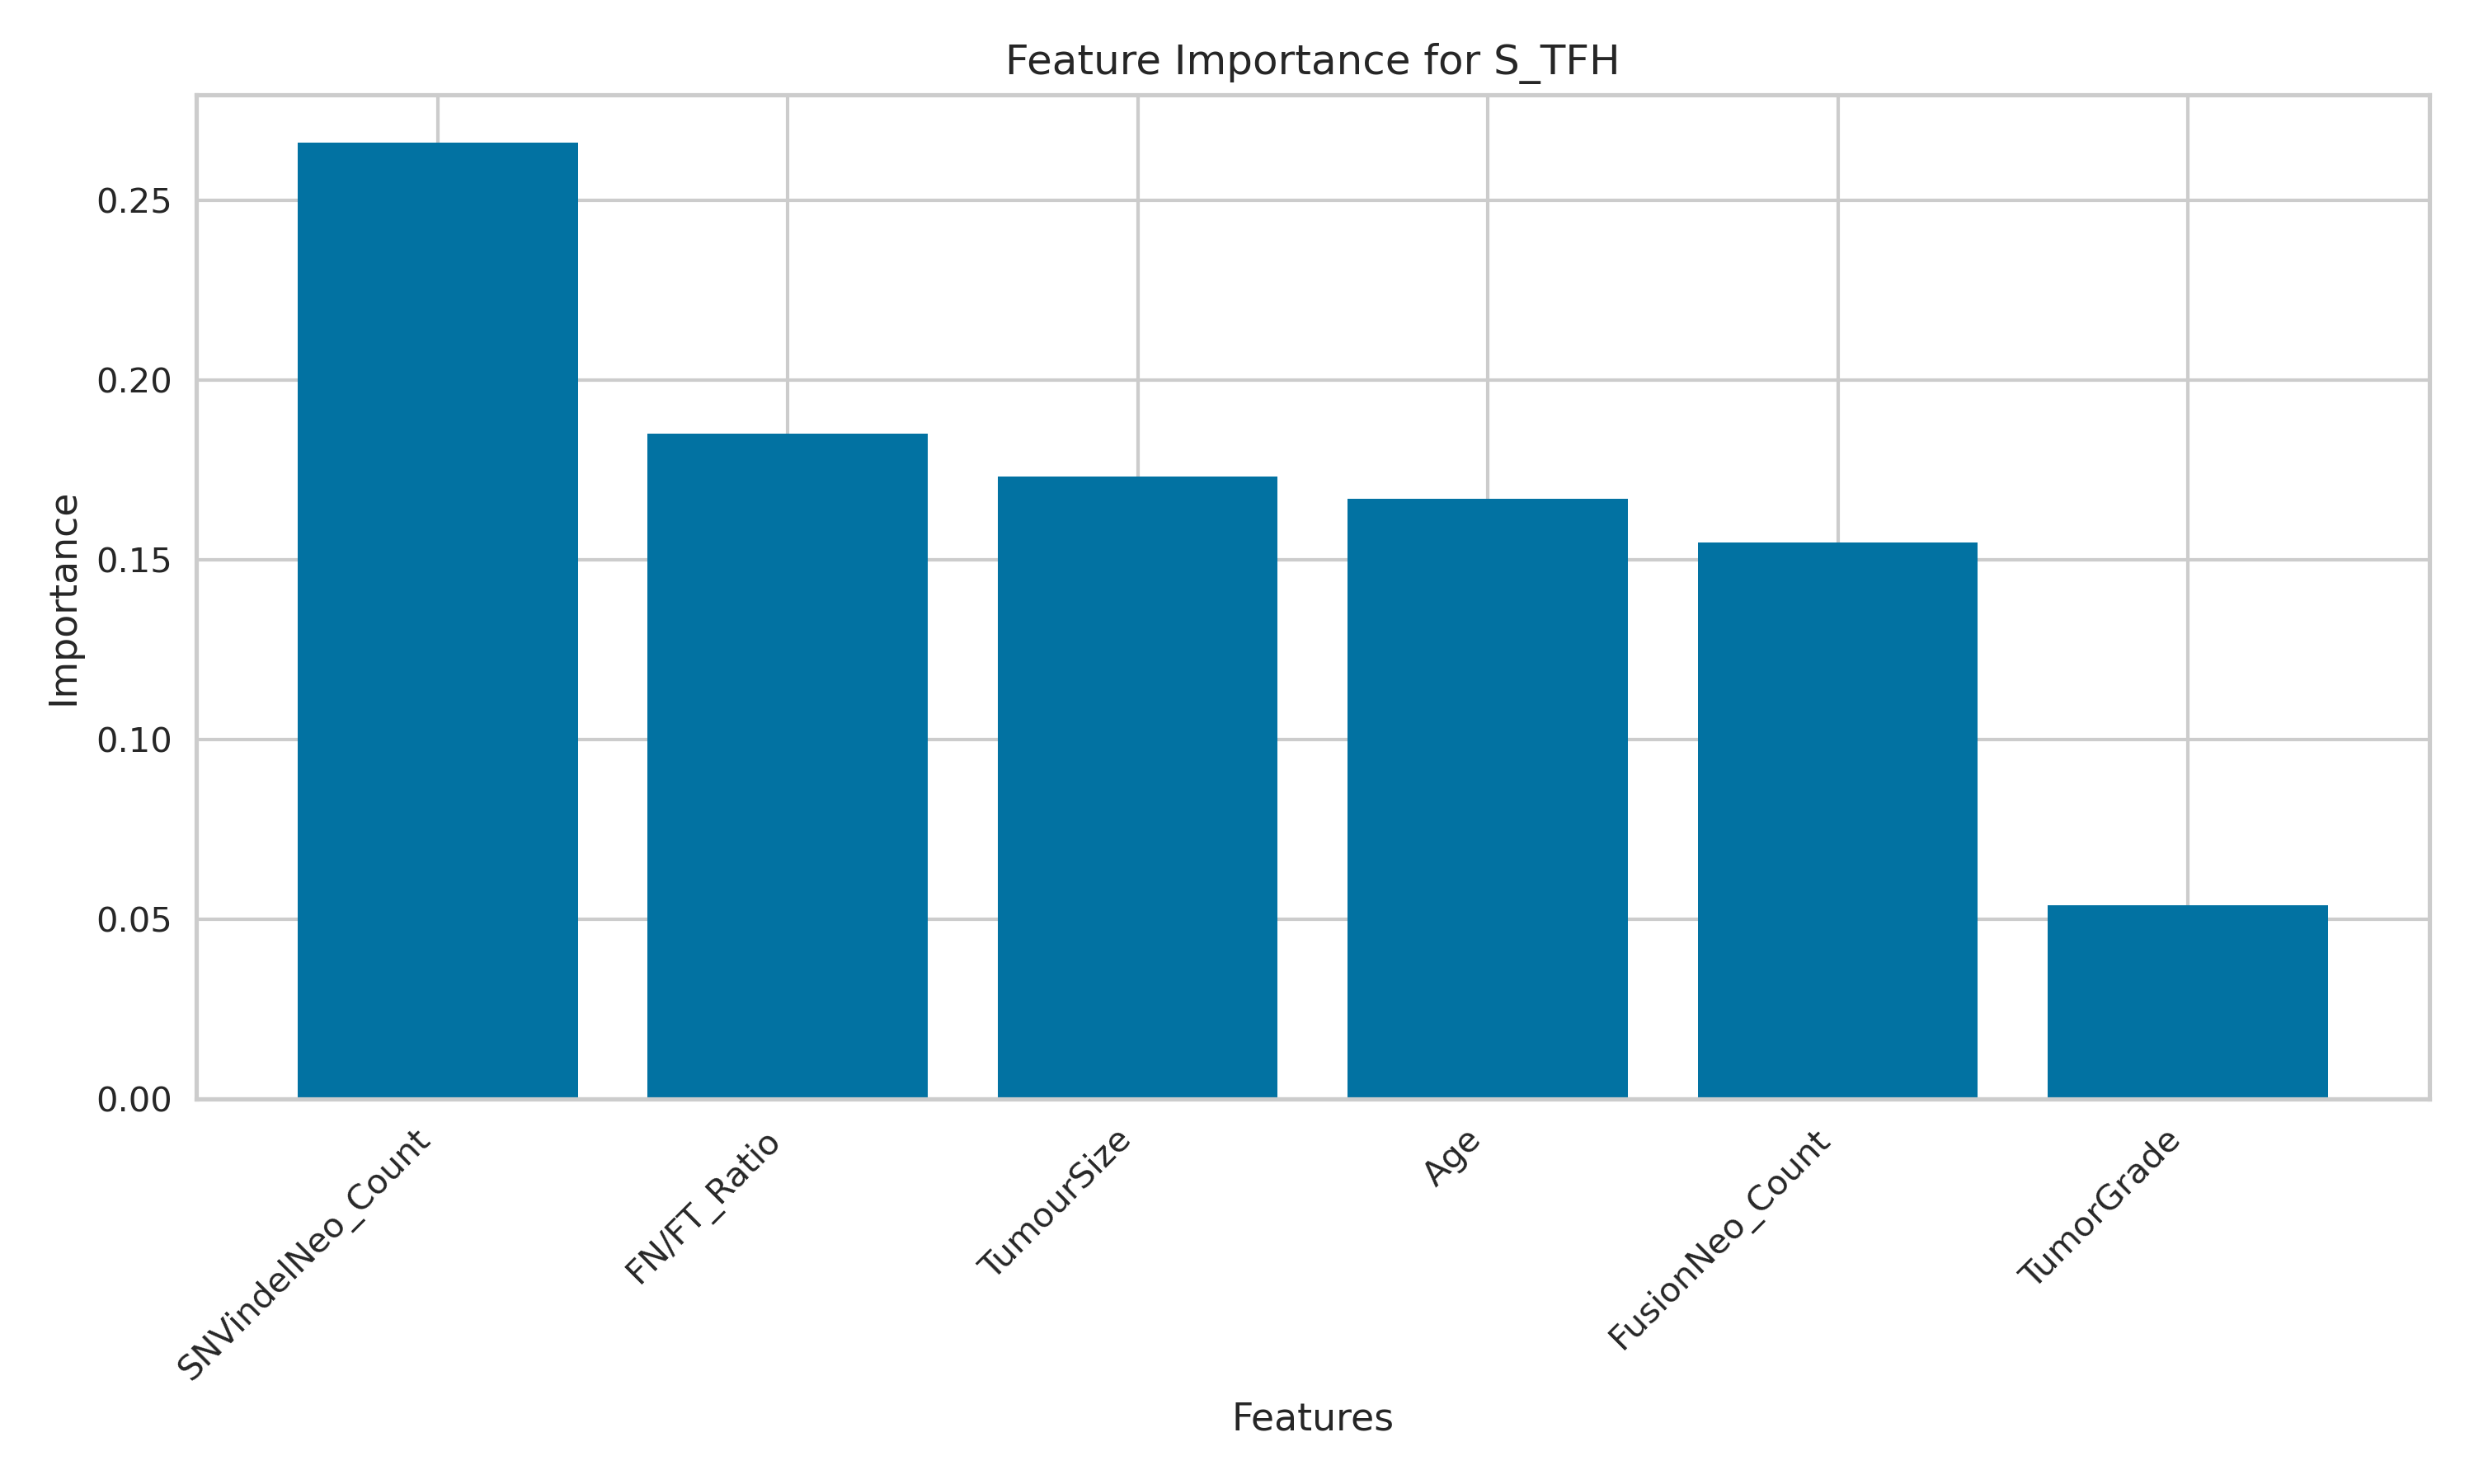 Feature Importance for S_TFH
Importance
0.25
0.20
0.15
0.10
0.05
0.00
SNVindelNeo_Count
FN/FT_Ratio
TumourSize
Age
FusionNeo_Count
TumorGrade
Features